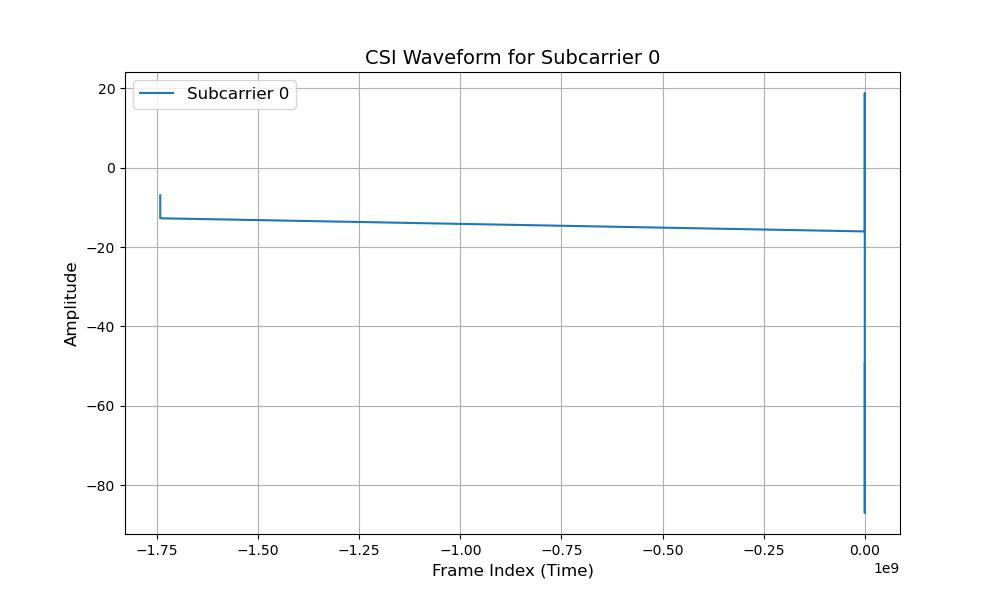 CSI Waveform for Subcarrier 0
Subcarrier 0
20
0
−20
−40
−60
−80
Amplitude
−1.75 −1.50 −1.25 −1.00 −0.75 −0.50 −0.25 0.00
1e9
Frame Index (Time)